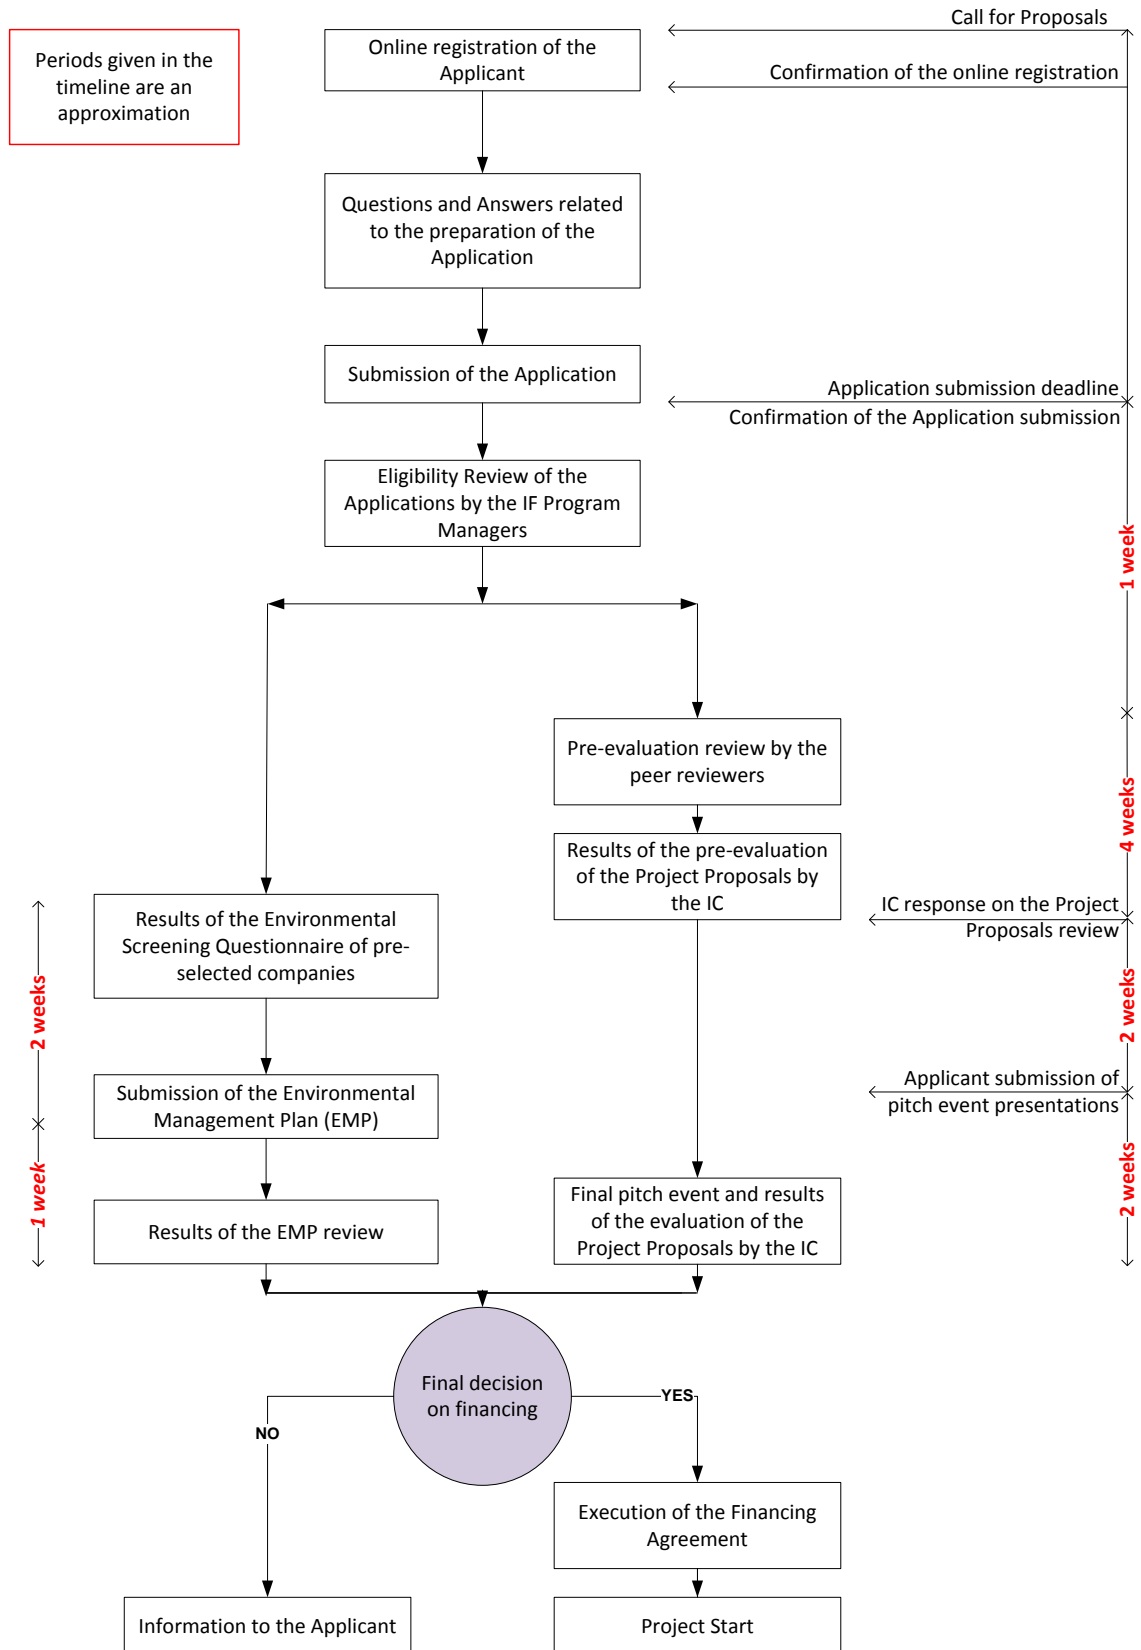 Call for Proposals
Periods given in the
timeline are an
approximation
Online registration of the
Applicant
Confirmation of the online registration
Questions and Answers related
to the preparation of the
Application
Submission of the Application
Application submission deadline
Confirmation of the Application submission
Eligibility Review of the
Applications by the IF Program
Managers
1 week
Pre-evaluation review by the
peer reviewers
4 weeks
Results of the pre-evaluation
of the Project Proposals by
the IC
IC response on the Project
Proposals review
Results of the Environmental
Screening Questionnaire of pre-
selected companies
2 weeks
2 weeks
Submission of the Environmental
Management Plan (EMP)
Applicant submission of
pitch event presentations
1 week
2 weeks
Results of the EMP review
Final pitch event and results
of the evaluation of the
Project Proposals by the IC
Final decision
on financing
NO
YES
Execution of the Financing
Agreement
Information to the Applicant
Project Start